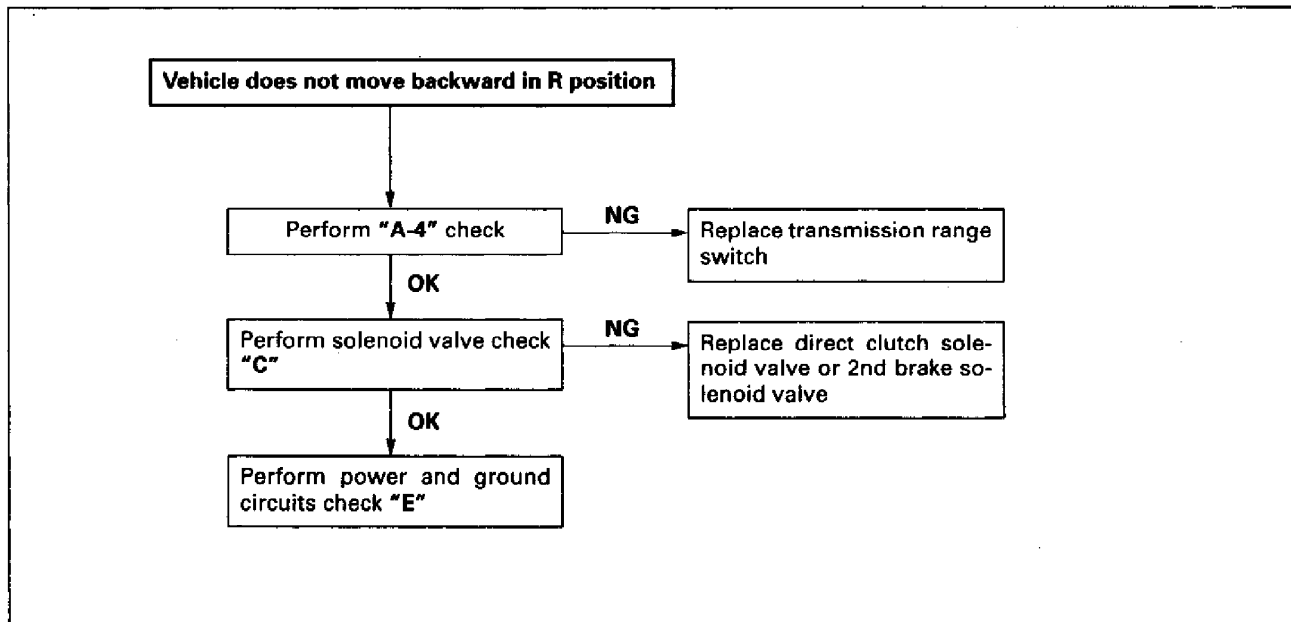 Vehicle does not move backward in R position
Perform "A-4" check
NG
Replace transmission range
switch
OK
Perform solenoid valve check
"C"
NG
Replace direct clutch sole-
noid valve or 2nd brake so-
lenoid valve
OK
Perform power and ground
circuits check "E"